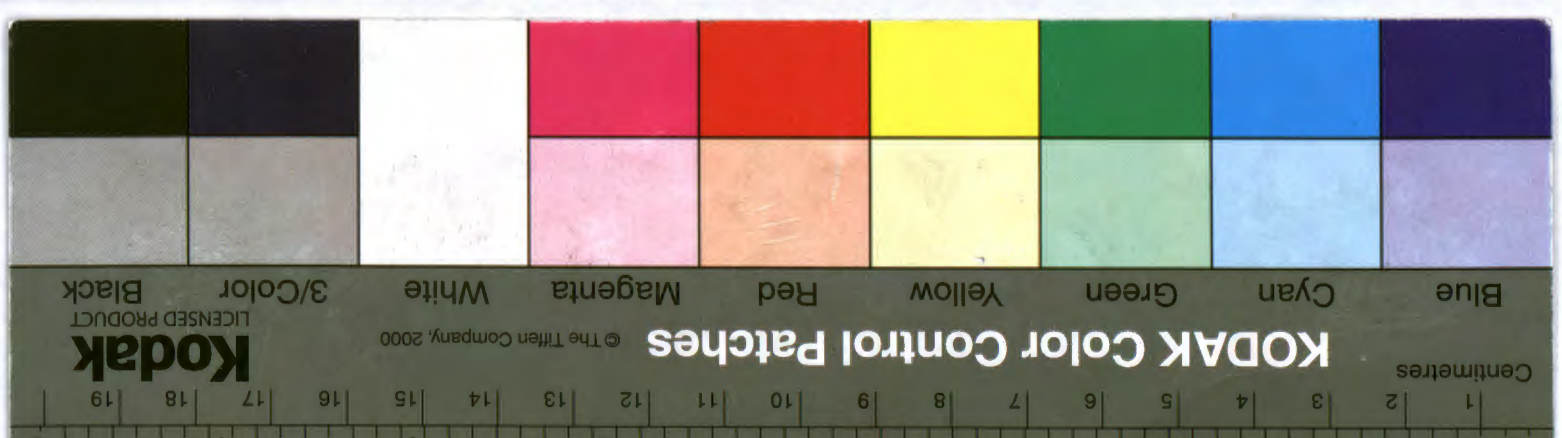 1 2 3 4 5 6 7 8 9 10 11 12 13 14 15 16 17 18 19
Centimetres
KODAK Color Control Patches © The Tiffen Company, 2000 Kodak
LICENSED PRODUCT
Blue Cyan Green Yellow Red Magenta White 3/Color Black